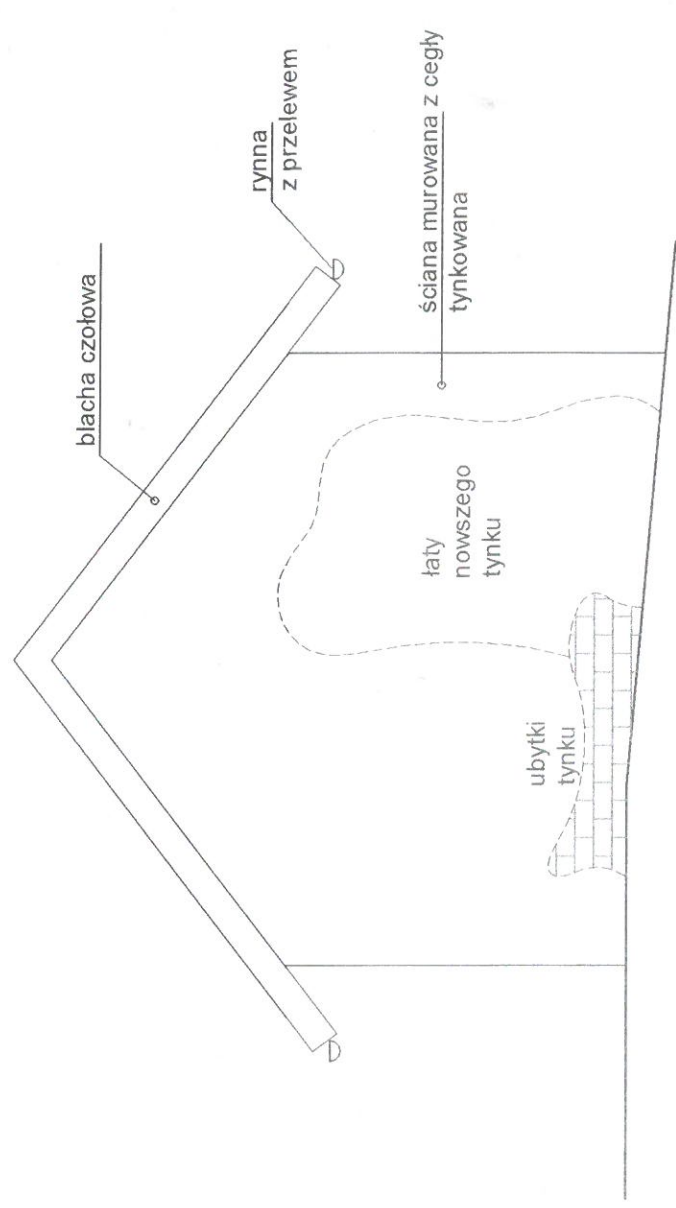 blacha czołowa
rynna
z przelewem
ściana murowana z cegły
tynkowana
łaty
nowszego
tynku
ubytki
tynku